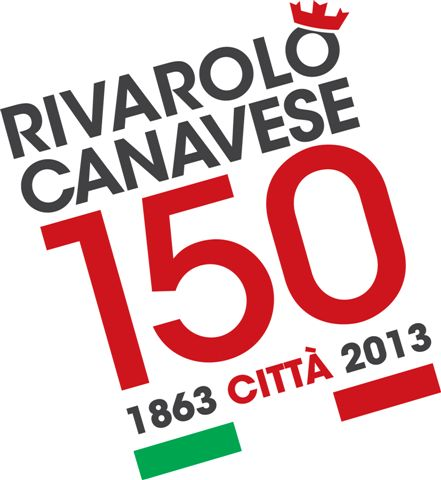 RIVAROLO
CANAVESE
150
1863 CITTÀ 2013